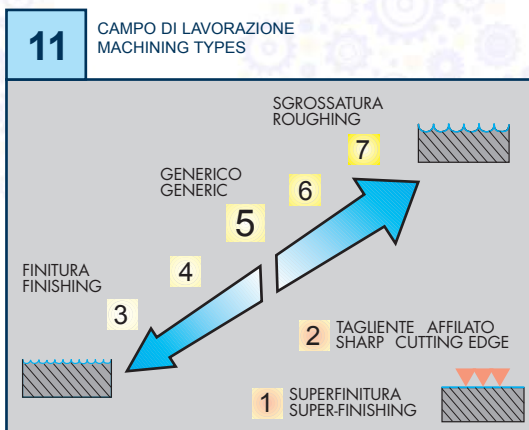 11
CAMPO DI LAVORAZIONE
MACHINING TYPES
SGROSSATURA
ROUGHING
7
GENERICO
GENERIC
6
5
4
FINITURA
FINISHING
3
2
TAGLIENTE AFFILATO
SHARP CUTTING EDGE
1
SUPERFINITURA
SUPER-FINISHING